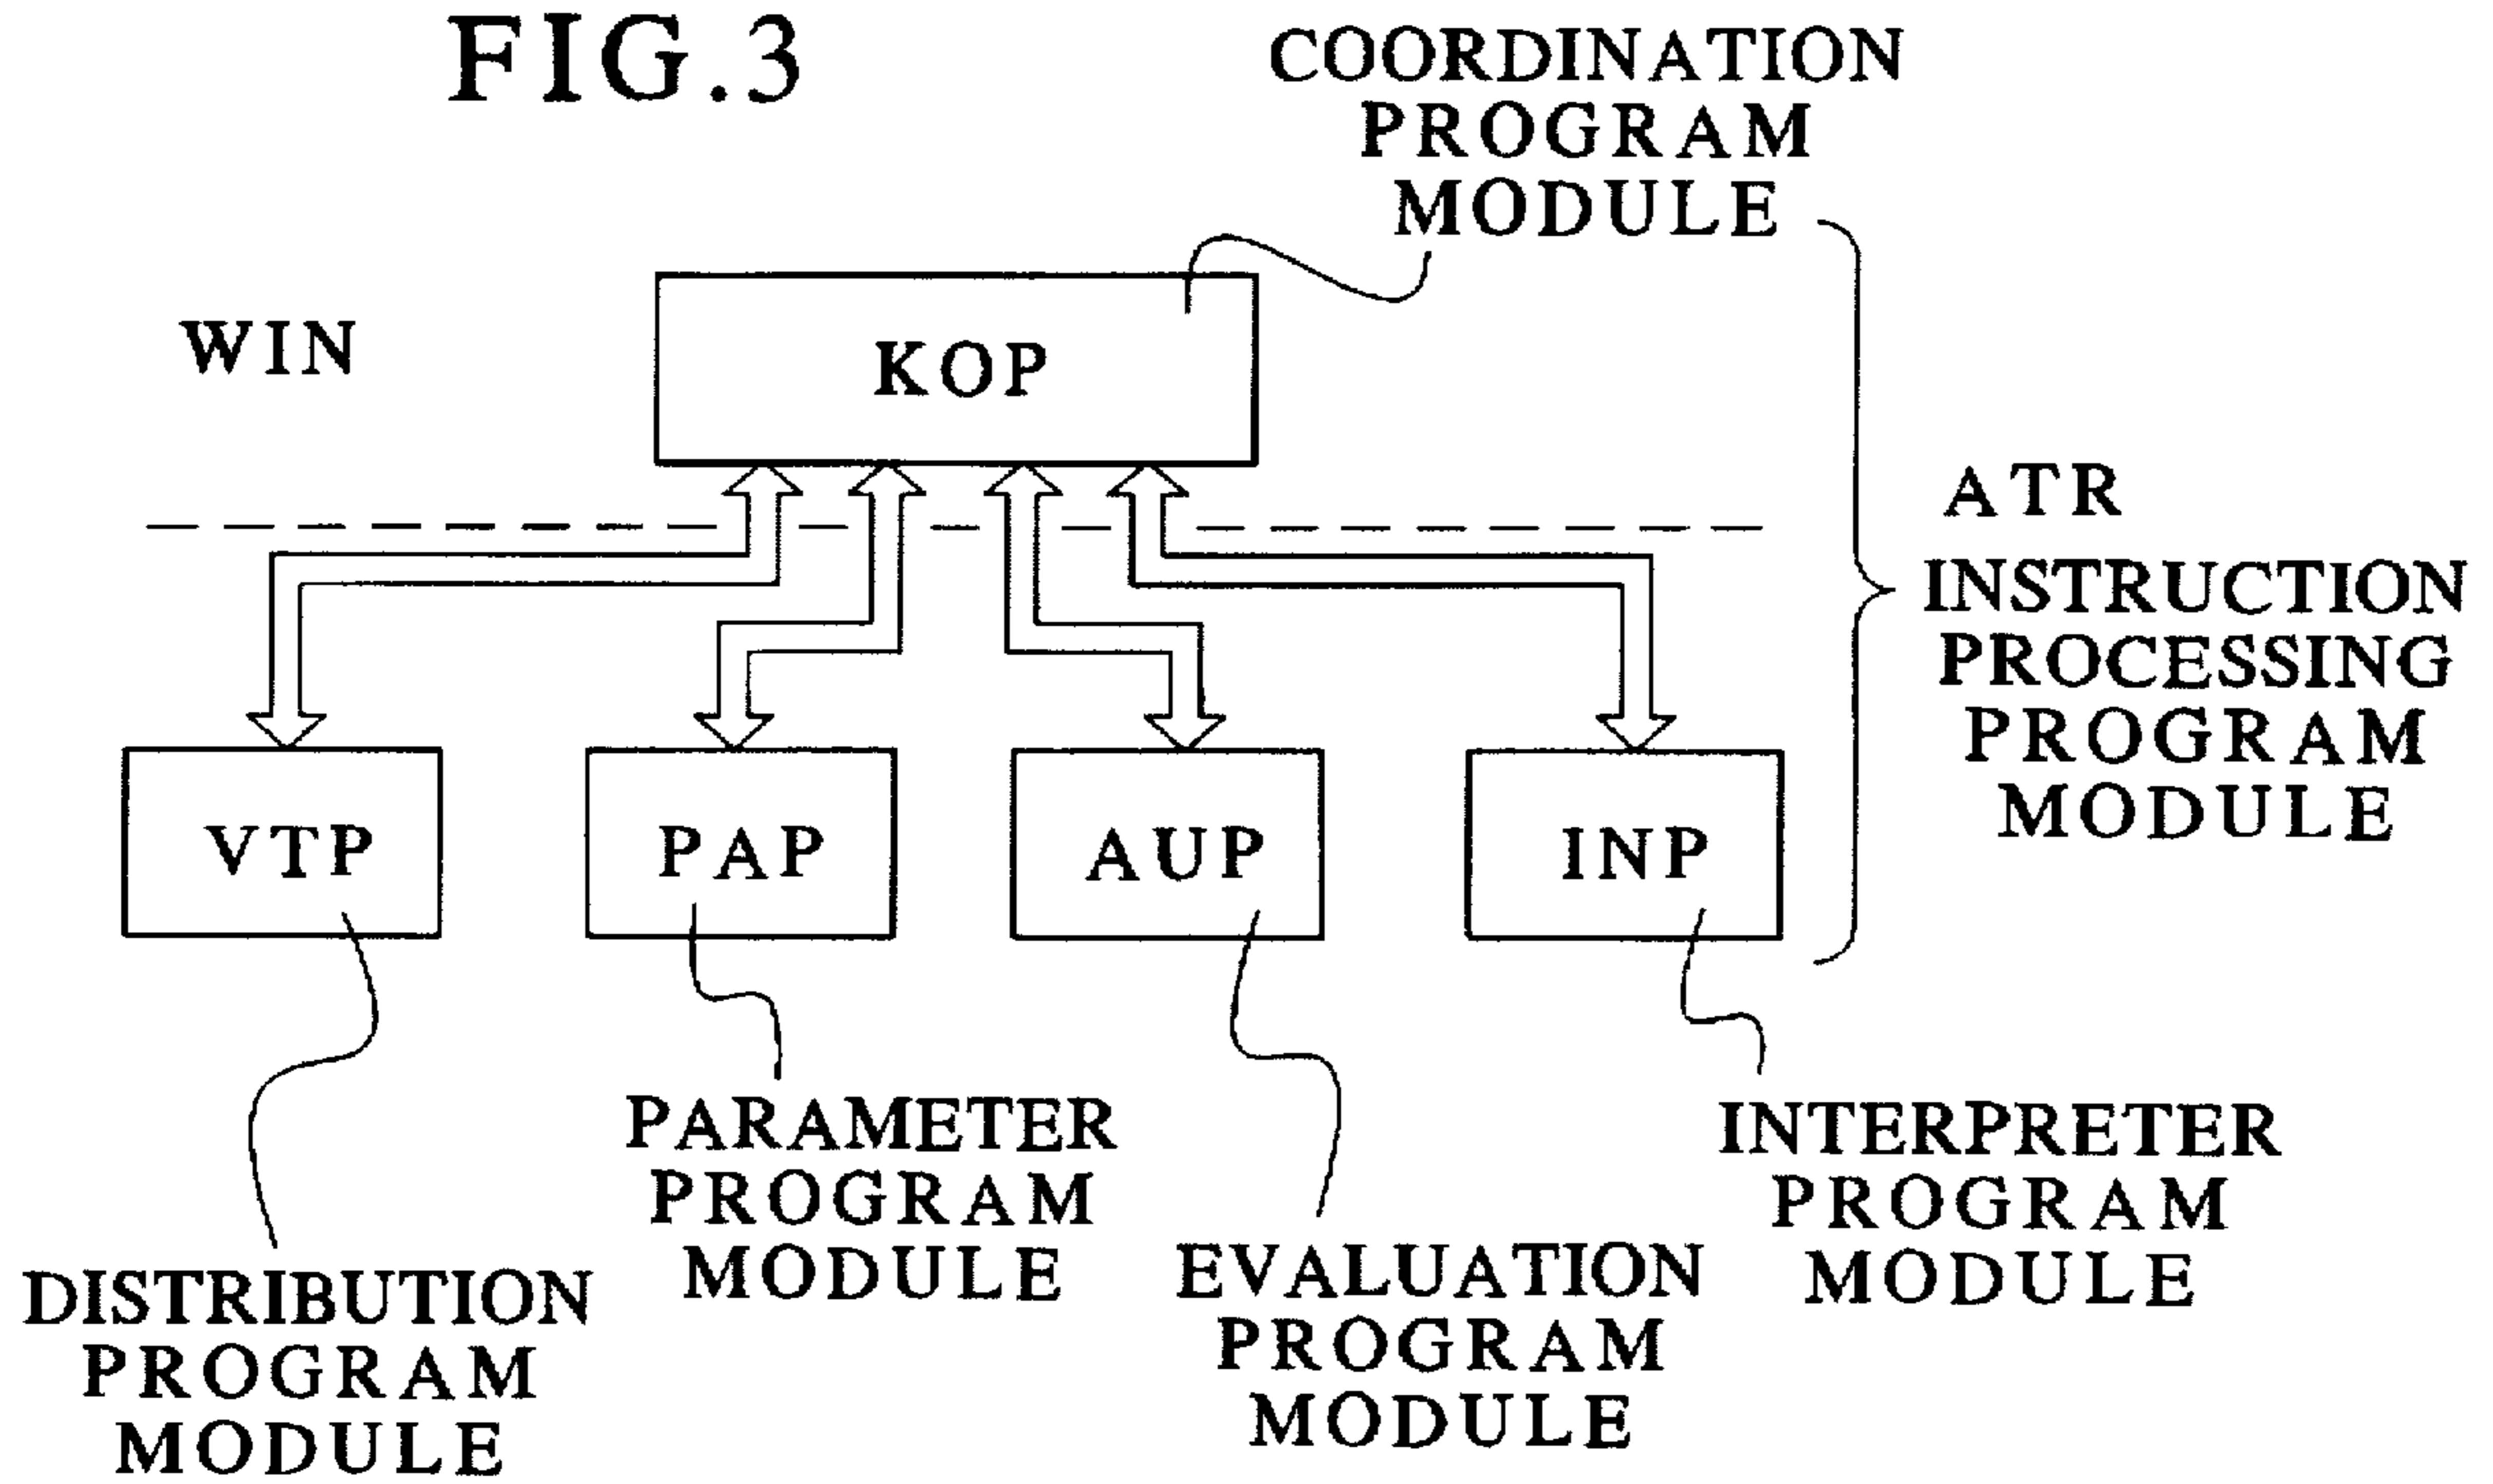 FIG.3
COORDINATION
PROGRAM
MODULE
WIN
KOP
ATR
INSTRUCTION
PROCESSING
PROGRAM
MODULE
VTP
PAP
AUP
INP
PARAMETER
PROGRAM
MODULE
INTERPRETER
PROGRAM
MODULE
DISTRIBUTION
PROGRAM
MODULE
EVALUATION
PROGRAM
MODULE